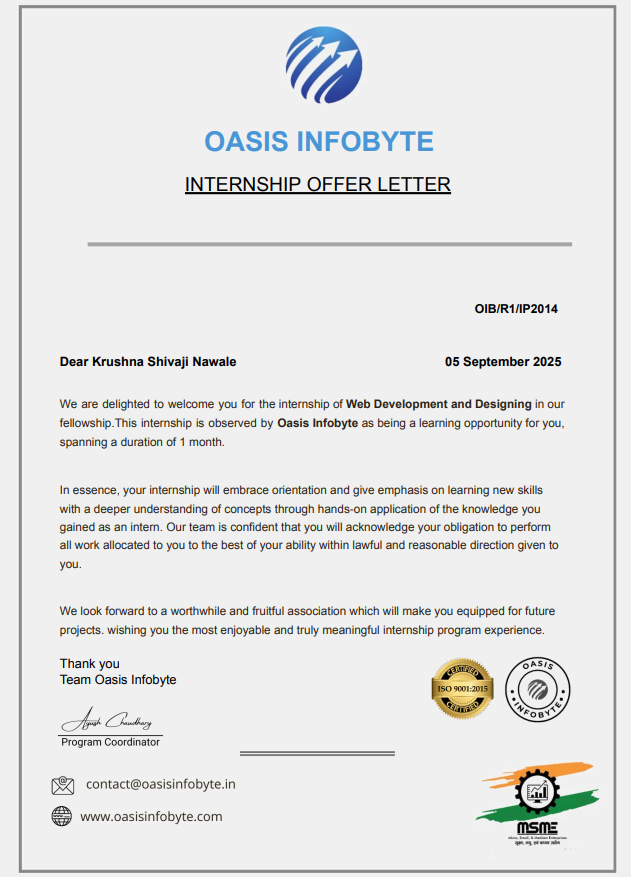 OASIS INFOBYTE
INTERNSHIP OFFER LETTER
OIB/R1/IP2014
Dear Krushna Shivaji Nawale
05 September 2025
We are delighted to welcome you for the internship of Web Development and Designing in our
fellowship.This internship is observed by Oasis Infobyte as being a learning opportunity for you,
spanning a duration of 1 month.
In essence, your internship will embrace orientation and give emphasis on learning new skills
with a deeper understanding of concepts through hands-on application of the knowledge you
gained as an intern. Our team is confident that you will acknowledge your obligation to perform
all work allocated to you to the best of your ability within lawful and reasonable direction given to
you.
We look forward to a worthwhile and fruitful association which will make you equipped for future
projects. wishing you the most enjoyable and truly meaningful internship program experience.
Thank you
Team Oasis Infobyte
CERTIFIED
ISO 9001:2015
CERTIFIED
OASIS
INFOBYTE
Ayush Chaudhary
Program Coordinator
contact@oasisinfobyte.in
www.oasisinfobyte.com
MSME
Micro, Small, & Medium Enterprises
सूक्ष्म, लघु, एवं मध्यम उद्योग